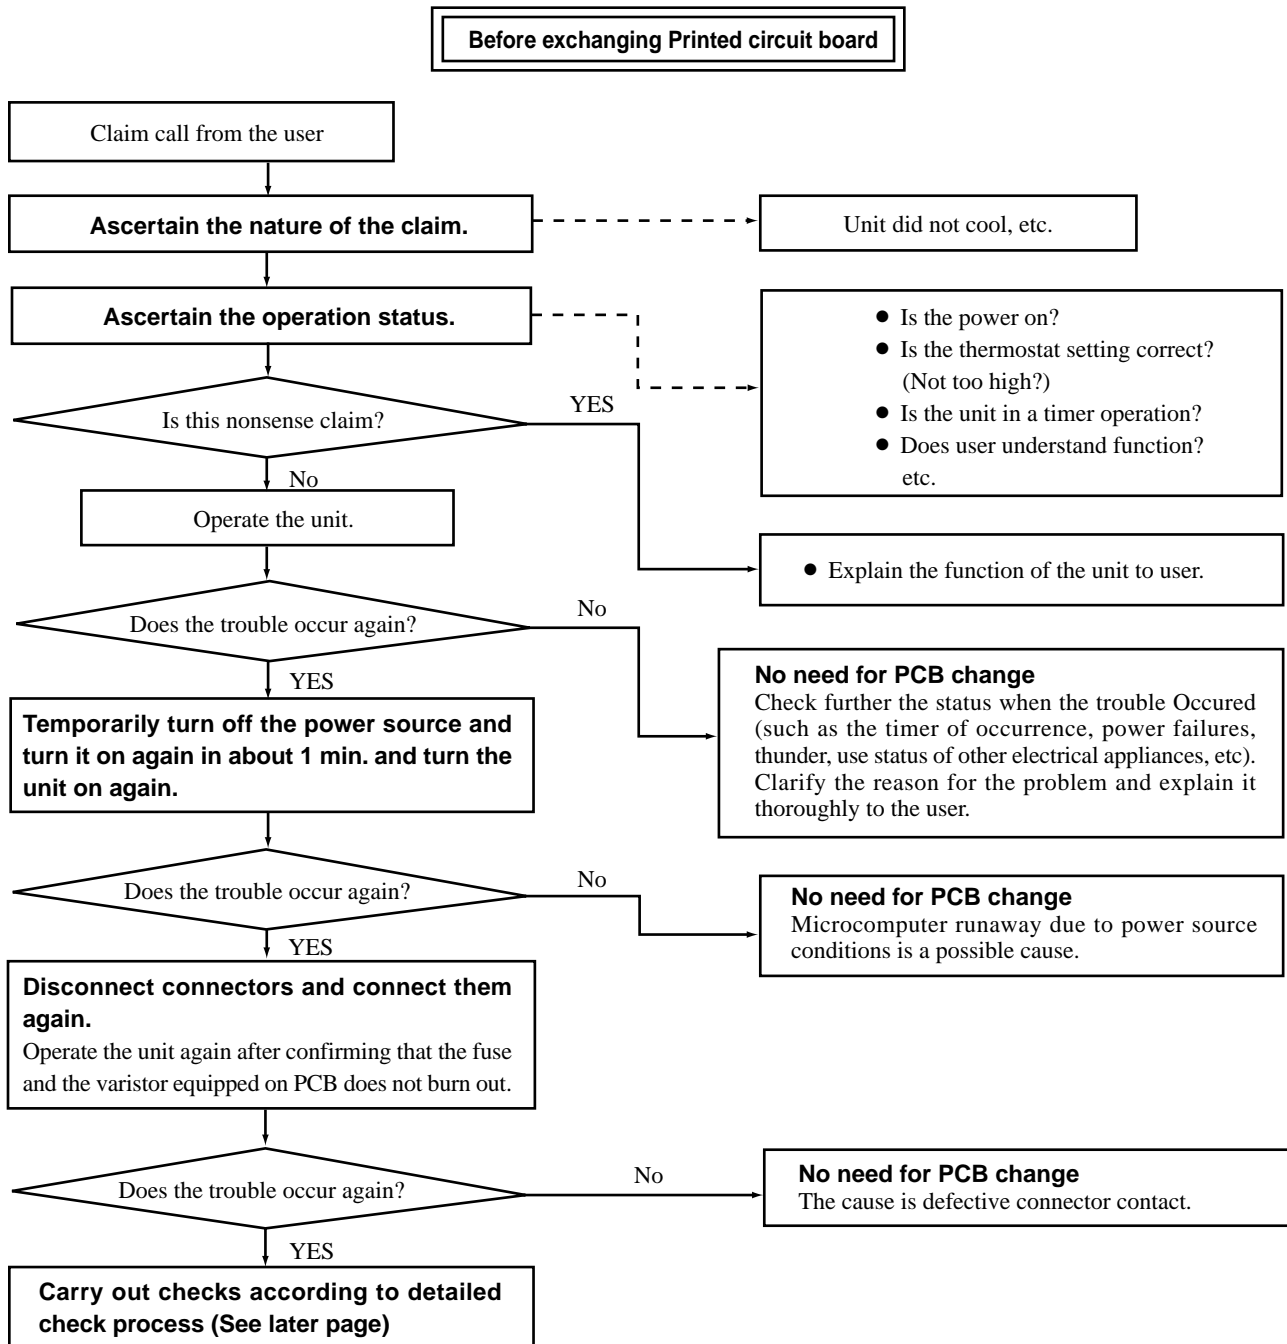 Before exchanging Printed circuit board
Claim call from the user
Ascertain the nature of the claim.
Unit did not cool, etc.
Ascertain the operation status.
● Is the power on?
● Is the thermostat setting correct?
(Not too high?)
● Is the unit in a timer operation?
● Does user understand function?
etc.
Is this nonsense claim?
YES
No
● Explain the function of the unit to user.
Operate the unit.
Does the trouble occur again?
No
YES
No need for PCB change
Check further the status when the trouble Occured
(such as the timer of occurrence, power failures,
thunder, use status of other electrical appliances, etc).
Clarify the reason for the problem and explain it
thoroughly to the user.
Temporarily turn off the power source and
turn it on again in about 1 min. and turn the
unit on again.
Does the trouble occur again?
No
YES
No need for PCB change
Microcomputer runaway due to power source
conditions is a possible cause.
Disconnect connectors and connect them
again.
Operate the unit again after confirming that the fuse
and the varistor equipped on PCB does not burn out.
Does the trouble occur again?
No
YES
No need for PCB change
The cause is defective connector contact.
Carry out checks according to detailed
check process (See later page)